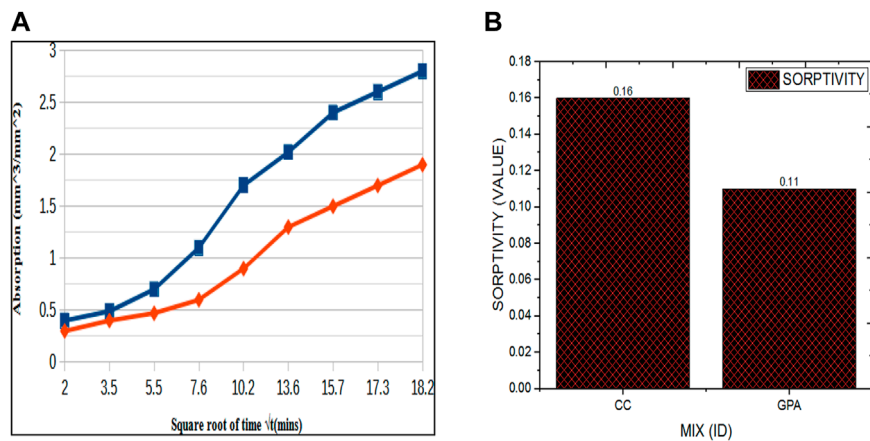 A
3
2.5
2
1.5
1
0.5
0
2 3.5 5.5 7.6 10.2 13.6 15.7 17.3 18.2
Absorption (mm^3/mm^2)
Square root of time √t(mins)
B
SORPTIVITY
0.18
0.16
0.14
0.12
0.10
0.08
0.06
0.04
0.02
0.00
0.16
0.11
SORPTIVITY (VALUE)
CC GPA
MIX (ID)